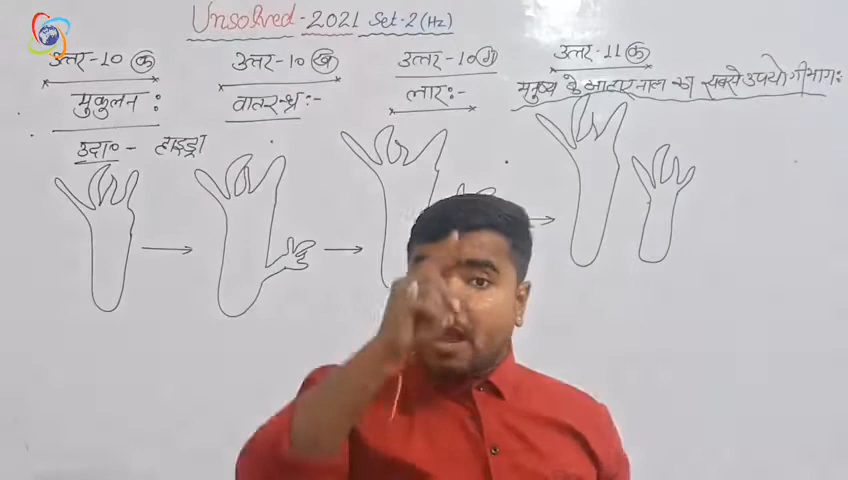 Unsolved - 2021 Set-2 (Hz)
उत्तर-10 (क)
मुकुलन :
उदा०- हाइड्रा
उत्तर-10 (ख)
वातरन्ध्र :-
उत्तर-10 (ग)
लार :-
उत्तर-11 (क)
मनुष्य के आहारनाल का सबसे उपयोगी भाग :